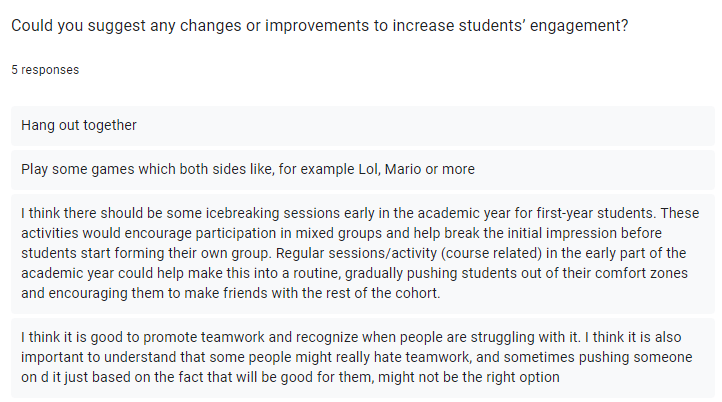 Could you suggest any changes or improvements to increase students' engagement?
5 responses
Hang out together
Play some games which both sides like, for example Lol, Mario or more
I think there should be some icebreaking sessions early in the academic year for first-year students. These
activities would encourage participation in mixed groups and help break the initial impression before
students start forming their own group. Regular sessions/activity (course related) in the early part of the
academic year could help make this into a routine, gradually pushing students out of their comfort zones
and encouraging them to make friends with the rest of the cohort.
I think it is good to promote teamwork and recognize when people are struggling with it. I think it is also
important to understand that some people might really hate teamwork, and sometimes pushing someone
on d it just based on the fact that will be good for them, might not be the right option